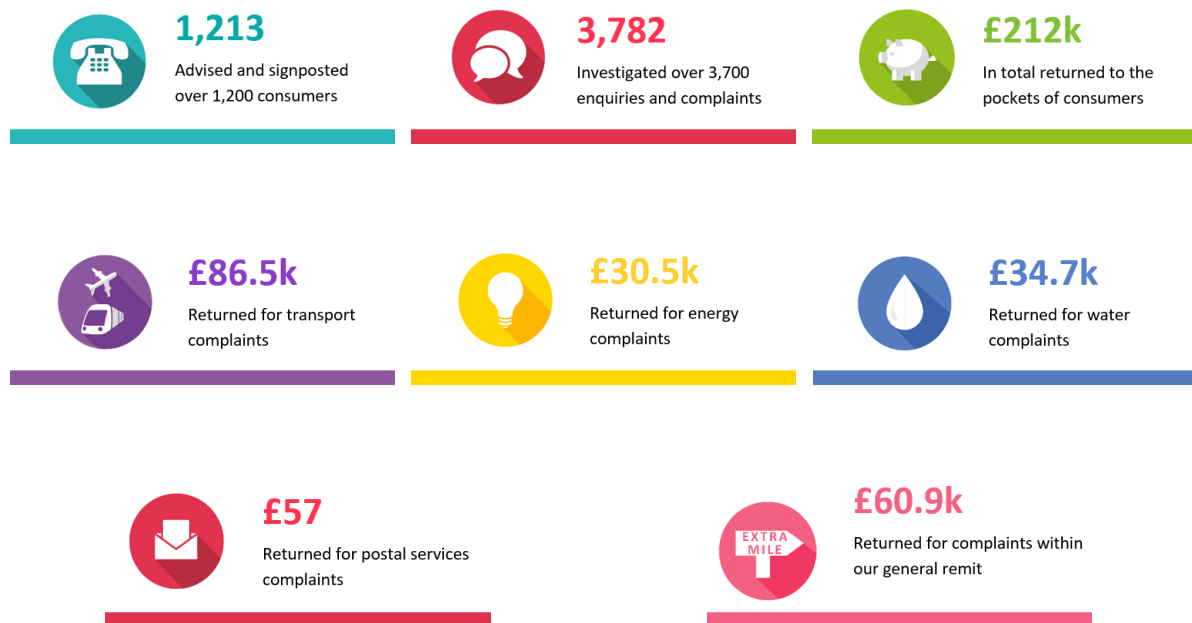 1,213
Advised and signposted
over 1,200 consumers
3,782
Investigated over 3,700
enquiries and complaints
£212k
In total returned to the
pockets of consumers
£86.5k
Returned for transport
complaints
£30.5k
Returned for energy
complaints
£34.7k
Returned for water
complaints
£57
Returned for postal services
complaints
EXTRA
MILE
£60.9k
Returned for complaints within
our general remit